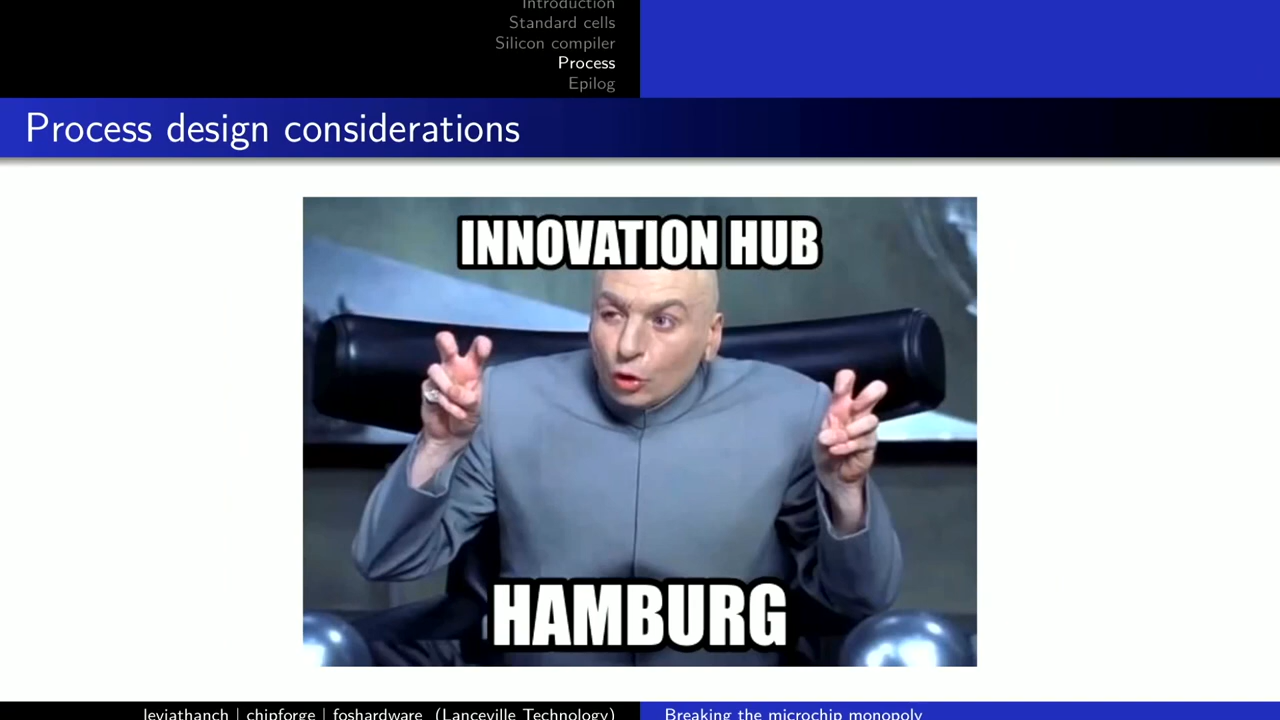 Introduction
Standard cells
Silicon compiler
Process
Epilog
Process design considerations
INNOVATION HUB
HAMBURG
leviathanch | chipforge | foshardware (Lanceville Technology)
Breaking the microchip monopoly